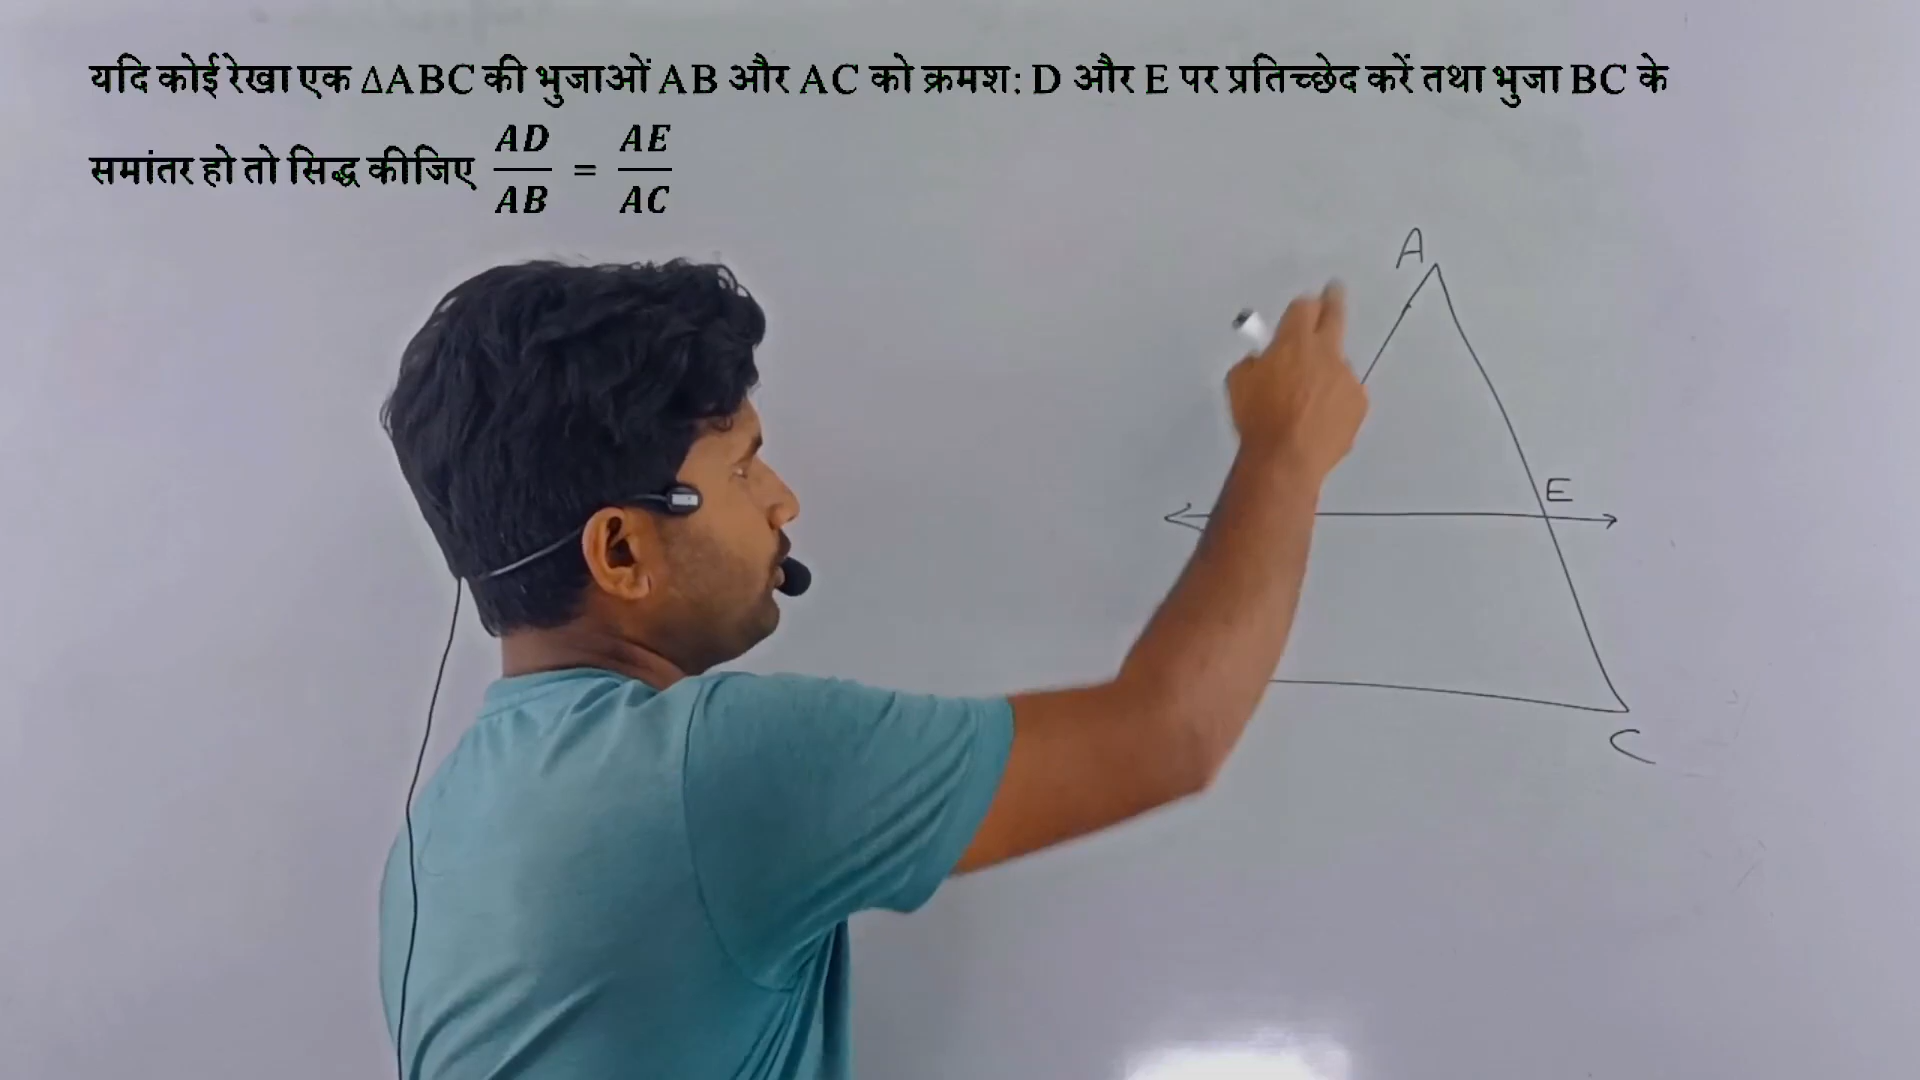 यदि कोई रेखा एक ΔABC की भुजाओं AB और AC को क्रमश: D और E पर प्रतिच्छेद करें तथा भुजा BC के
समांतर हो तो सिद्ध कीजिए AD/AB = AE/AC
A
E
C